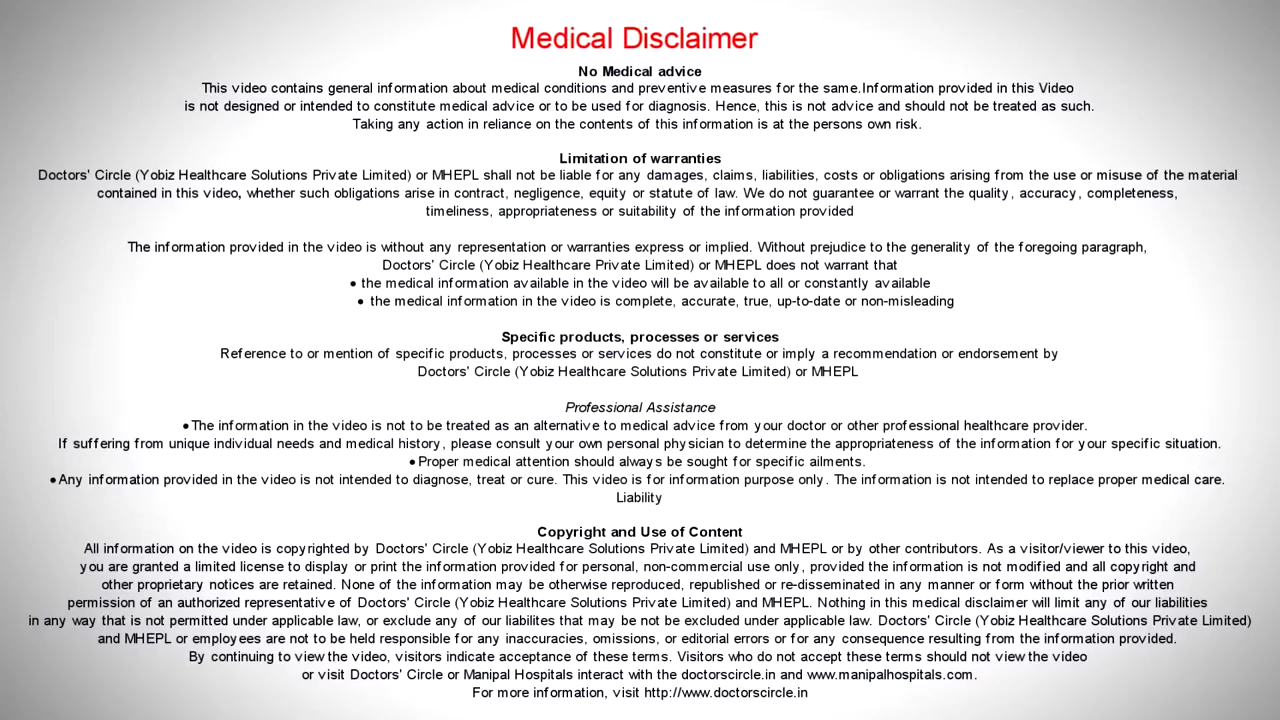 Medical Disclaimer
No Medical advice
This video contains general information about medical conditions and preventive measures for the same.Information provided in this Video
is not designed or intended to constitute medical advice or to be used for diagnosis. Hence, this is not advice and should not be treated as such.
Taking any action in reliance on the contents of this information is at the persons own risk.
Limitation of warranties
Doctors' Circle (Yobiz Healthcare Solutions Private Limited) or MHEPL shall not be liable for any damages, claims, liabilities, costs or obligations arising from the use or misuse of the material
contained in this video, whether such obligations arise in contract, negligence, equity or statute of law. We do not guarantee or warrant the quality, accuracy, completeness,
timeliness, appropriateness or suitability of the information provided
The information provided in the video is without any representation or warranties express or implied. Without prejudice to the generality of the foregoing paragraph,
Doctors' Circle (Yobiz Healthcare Private Limited) or MHEPL does not warrant that
• the medical information available in the video will be available to all or constantly available
• the medical information in the video is complete, accurate, true, up-to-date or non-misleading
Specific products, processes or services
Reference to or mention of specific products, processes or services do not constitute or imply a recommendation or endorsement by
Doctors' Circle (Yobiz Healthcare Solutions Private Limited) or MHEPL
Professional Assistance
•The information in the video is not to be treated as an alternative to medical advice from your doctor or other professional healthcare provider.
If suffering from unique individual needs and medical history, please consult your own personal physician to determine the appropriateness of the information for your specific situation.
•Proper medical attention should always be sought for specific ailments.
•Any information provided in the video is not intended to diagnose, treat or cure. This video is for information purpose only. The information is not intended to replace proper medical care.
Liability
Copyright and Use of Content
All information on the video is copyrighted by Doctors' Circle (Yobiz Healthcare Solutions Private Limited) and MHEPL or by other contributors. As a visitor/viewer to this video,
you are granted a limited license to display or print the information provided for personal, non-commercial use only, provided the information is not modified and all copyright and
other proprietary notices are retained. None of the information may be otherwise reproduced, republished or re-disseminated in any manner or form without the prior written
permission of an authorized representative of Doctors' Circle (Yobiz Healthcare Solutions Private Limited) and MHEPL. Nothing in this medical disclaimer will limit any of our liabilities
in any way that is not permitted under applicable law, or exclude any of our liabilites that may be not be excluded under applicable law. Doctors' Circle (Yobiz Healthcare Solutions Private Limited)
and MHEPL or employees are not to be held responsible for any inaccuracies, omissions, or editorial errors or for any consequence resulting from the information provided.
By continuing to view the video, visitors indicate acceptance of these terms. Visitors who do not accept these terms should not view the video
or visit Doctors' Circle or Manipal Hospitals interact with the doctorscircle.in and www.manipalhospitals.com.
For more information, visit http://www.doctorscircle.in